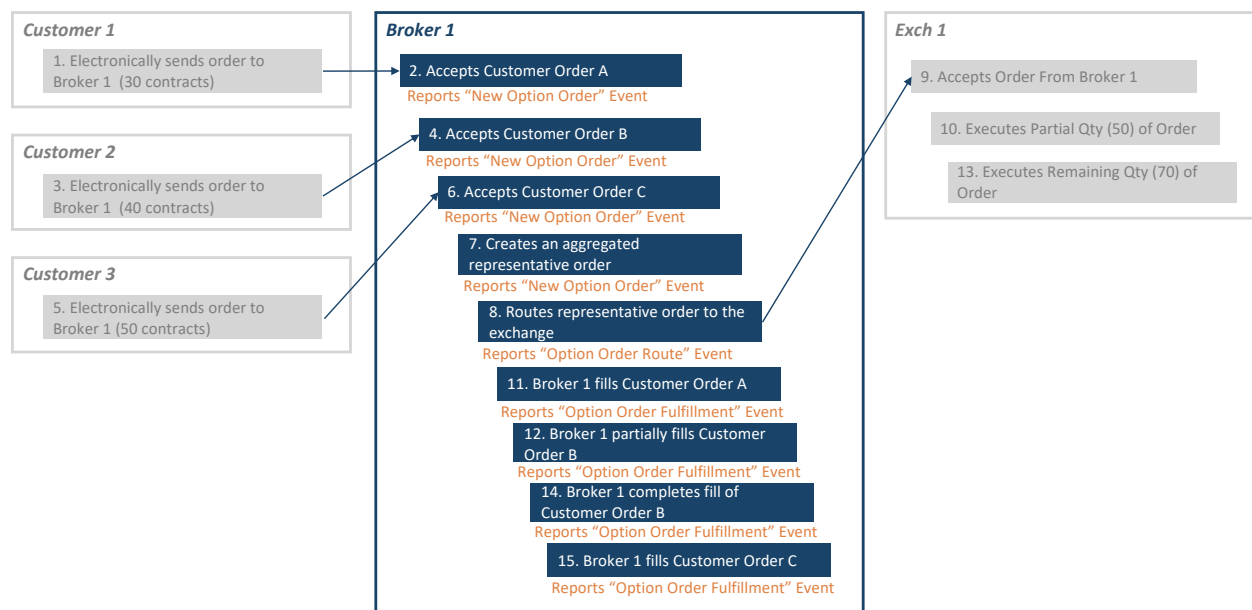 Customer 1
1. Electronically sends order to
Broker 1  (30 contracts)
Customer 2
3. Electronically sends order to
Broker 1  (40 contracts)
Customer 3
5. Electronically sends order to
Broker 1 (50 contracts)
Broker 1
2. Accepts Customer Order A
Reports “New Option Order” Event
4. Accepts Customer Order B
Reports “New Option Order” Event
6. Accepts Customer Order C
Reports “New Option Order” Event
7. Creates an aggregated
representative order
Reports “New Option Order” Event
8. Routes representative order to the
exchange
Reports “Option Order Route” Event
11. Broker 1 fills Customer Order A
Reports “Option Order Fulfillment” Event
12. Broker 1 partially fills Customer
Order B
Reports “Option Order Fulfillment” Event
14. Broker 1 completes fill of
Customer Order B
Reports “Option Order Fulfillment” Event
15. Broker 1 fills Customer Order C
Reports “Option Order Fulfillment” Event
Exch 1
9. Accepts Order From Broker 1
10. Executes Partial Qty (50) of Order
13. Executes Remaining Qty (70) of
Order